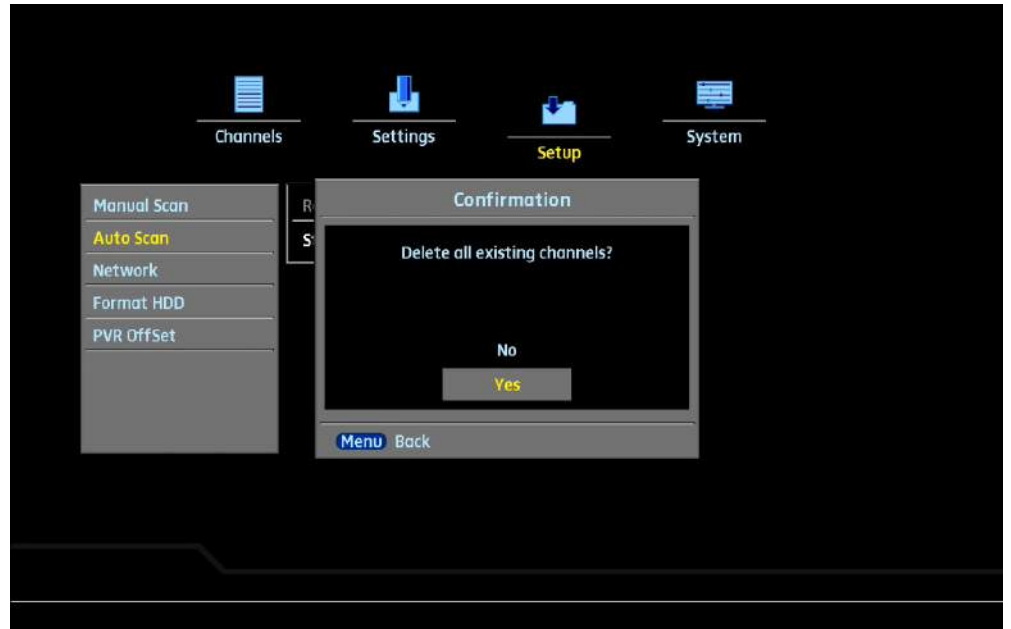 Channels
Settings
Setup
System
Manual Scan
Auto Scan
Network
Format HDD
PVR OffSet
Confirmation
Delete all existing channels?
No
Yes
Menu Back